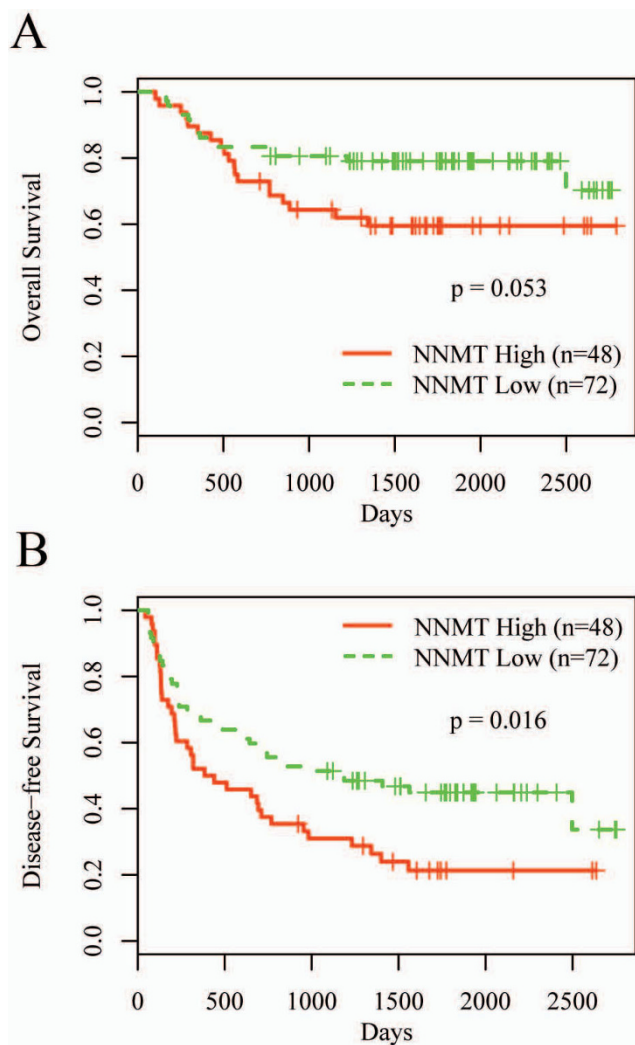 A
Overall Survival
1.0
0.8
0.6
0.4
0.2
0.0
p = 0.053
NNMT High (n=48)
NNMT Low (n=72)
0 500 1000 1500 2000 2500
Days
B
Disease−free Survival
1.0
0.8
0.6
0.4
0.2
0.0
NNMT High (n=48)
NNMT Low (n=72)
p = 0.016
0 500 1000 1500 2000 2500
Days